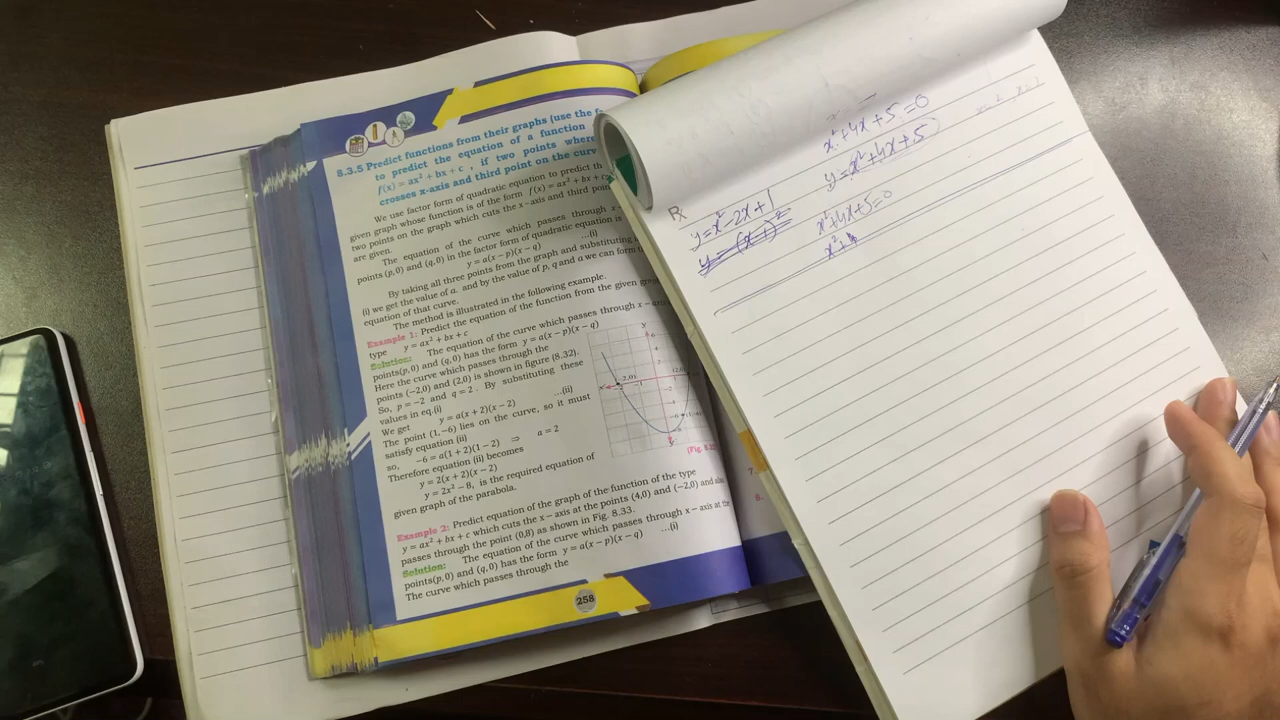 8.3.5 Predict functions from their graphs (use the
to predict the equation of a function
f(x) = ax² + bx + c , if two points where
crosses x-axis and third point on the curve
We use factor form of quadratic equation to predict
given graph whose function is of the form f(x) = ax² + bx +
two points on the graph which cuts the x-axis and third
are given.
The equation of the curve which passes through
points (p,0) and (q,0) in the factor form of quadratic equation is
y = a(x − p)(x − q) ...(i)
By taking all three points from the graph and substituting
(i) we get the value of a. and by the value of p, q and a we can form
equation of that curve.
The method is illustrated in the following example.
Example 1: Predict the equation of the function from the given
type y = ax² + bx + c
Solution: The equation of the curve which passes through x −
points(p,0) and (q,0) has the form y = a(x − p)(x − q)
Here the curve which passes through the
points (−2,0) and (2,0) is shown in figure (8.32).
So, p = −2 and q = 2 . By substituting these
values in eq.(i)
We get y = a(x + 2)(x − 2) ...(ii)
The point (1,−6) lies on the curve, so it must
satisfy equation (ii)
so, −6 = a(1 + 2)(1 − 2) ⇒ a = 2
Therefore equation (ii) becomes
y = 2(x + 2)(x − 2)
y = 2x² − 8, is the required equation of
given graph of the parabola.
Example 2: Predict equation of the graph of the function of the type
y = ax² + bx + c which cuts the x − axis at the points (4,0) and (−2,0) and also
passes through the point (0,8) as shown in Fig. 8.33.
Solution: The equation of the curve which passes through x − axis at the
points(p,0) and (q,0) has the form y = a(x − p)(x − q) ...(i)
The curve which passes through the
258
x²+4x+5=0
y=x²+4x+5
y=x²-2x+1
y=(x-1)²
x²+4x+5=0
x²+4